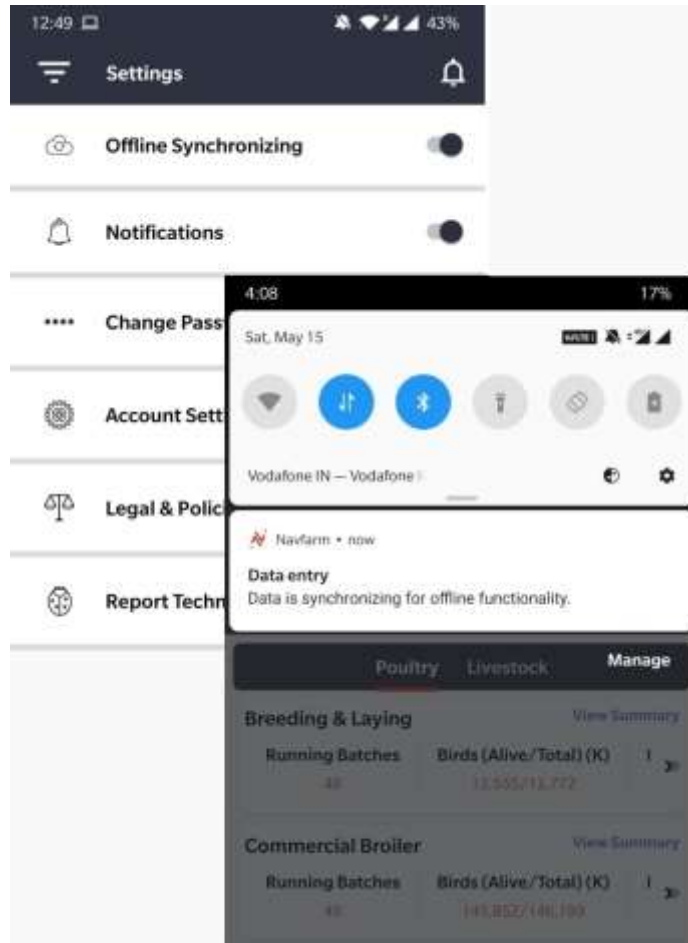 12:49
43%
Settings
Offline Synchronizing
Notifications
Change Pass
Account Sett
Legal & Polic
Report Techn
4:08
17%
Sat, May 15
Vodafone IN — Vodafone
Navfarm • now
Data entry
Data is synchronizing for offline functionality.
Poultry Livestock Manage
Breeding & Laying View Summary
Running Batches Birds (Alive/Total) (K)
Commercial Broiler View Summary
Running Batches Birds (Alive/Total) (K)